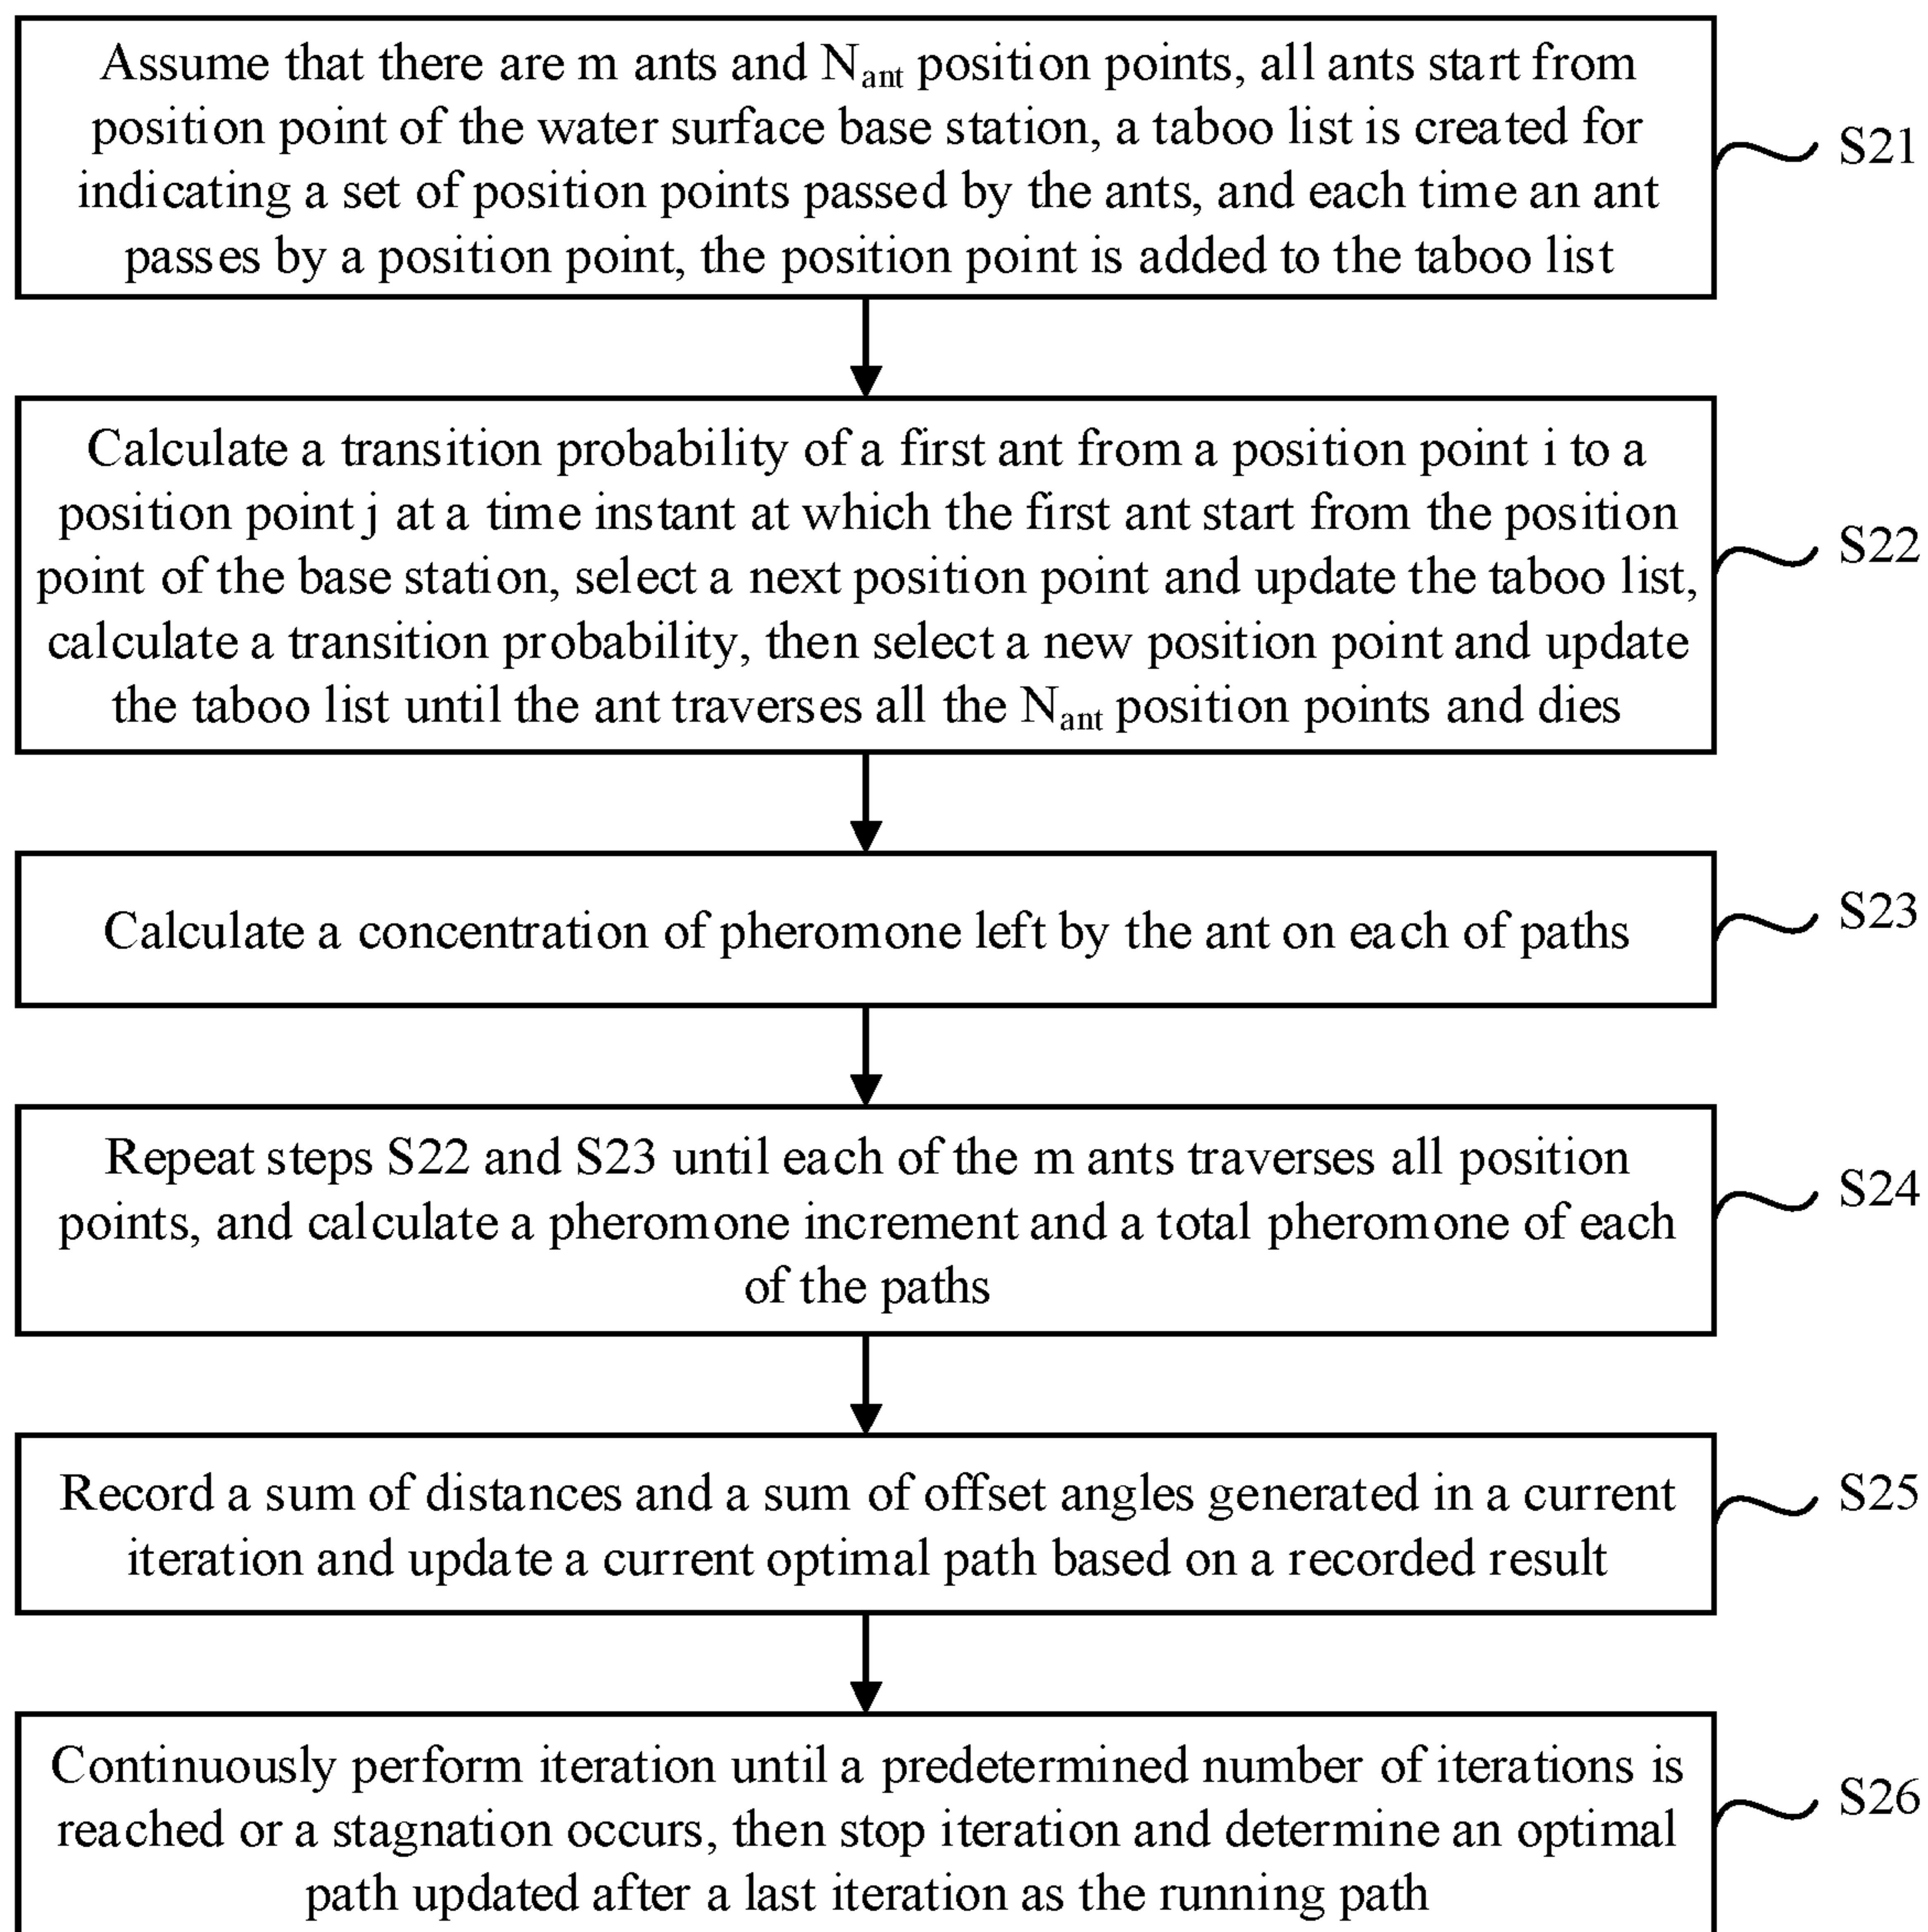 Assume that there are m ants and Nant position points, all ants start from
position point of the water surface base station, a taboo list is created for
indicating a set of position points passed by the ants, and each time an ant
passes by a position point, the position point is added to the taboo list
S21
Calculate a transition probability of a first ant from a position point i to a
position point j at a time instant at which the first ant start from the position
point of the base station, select a next position point and update the taboo list,
calculate a transition probability, then select a new position point and update
the taboo list until the ant traverses all the Nant position points and dies
S22
Calculate a concentration of pheromone left by the ant on each of paths
S23
Repeat steps S22 and S23 until each of the m ants traverses all position
points, and calculate a pheromone increment and a total pheromone of each
of the paths
S24
Record a sum of distances and a sum of offset angles generated in a current
iteration and update a current optimal path based on a recorded result
S25
Continuously perform iteration until a predetermined number of iterations is
reached or a stagnation occurs, then stop iteration and determine an optimal
path updated after a last iteration as the running path
S26